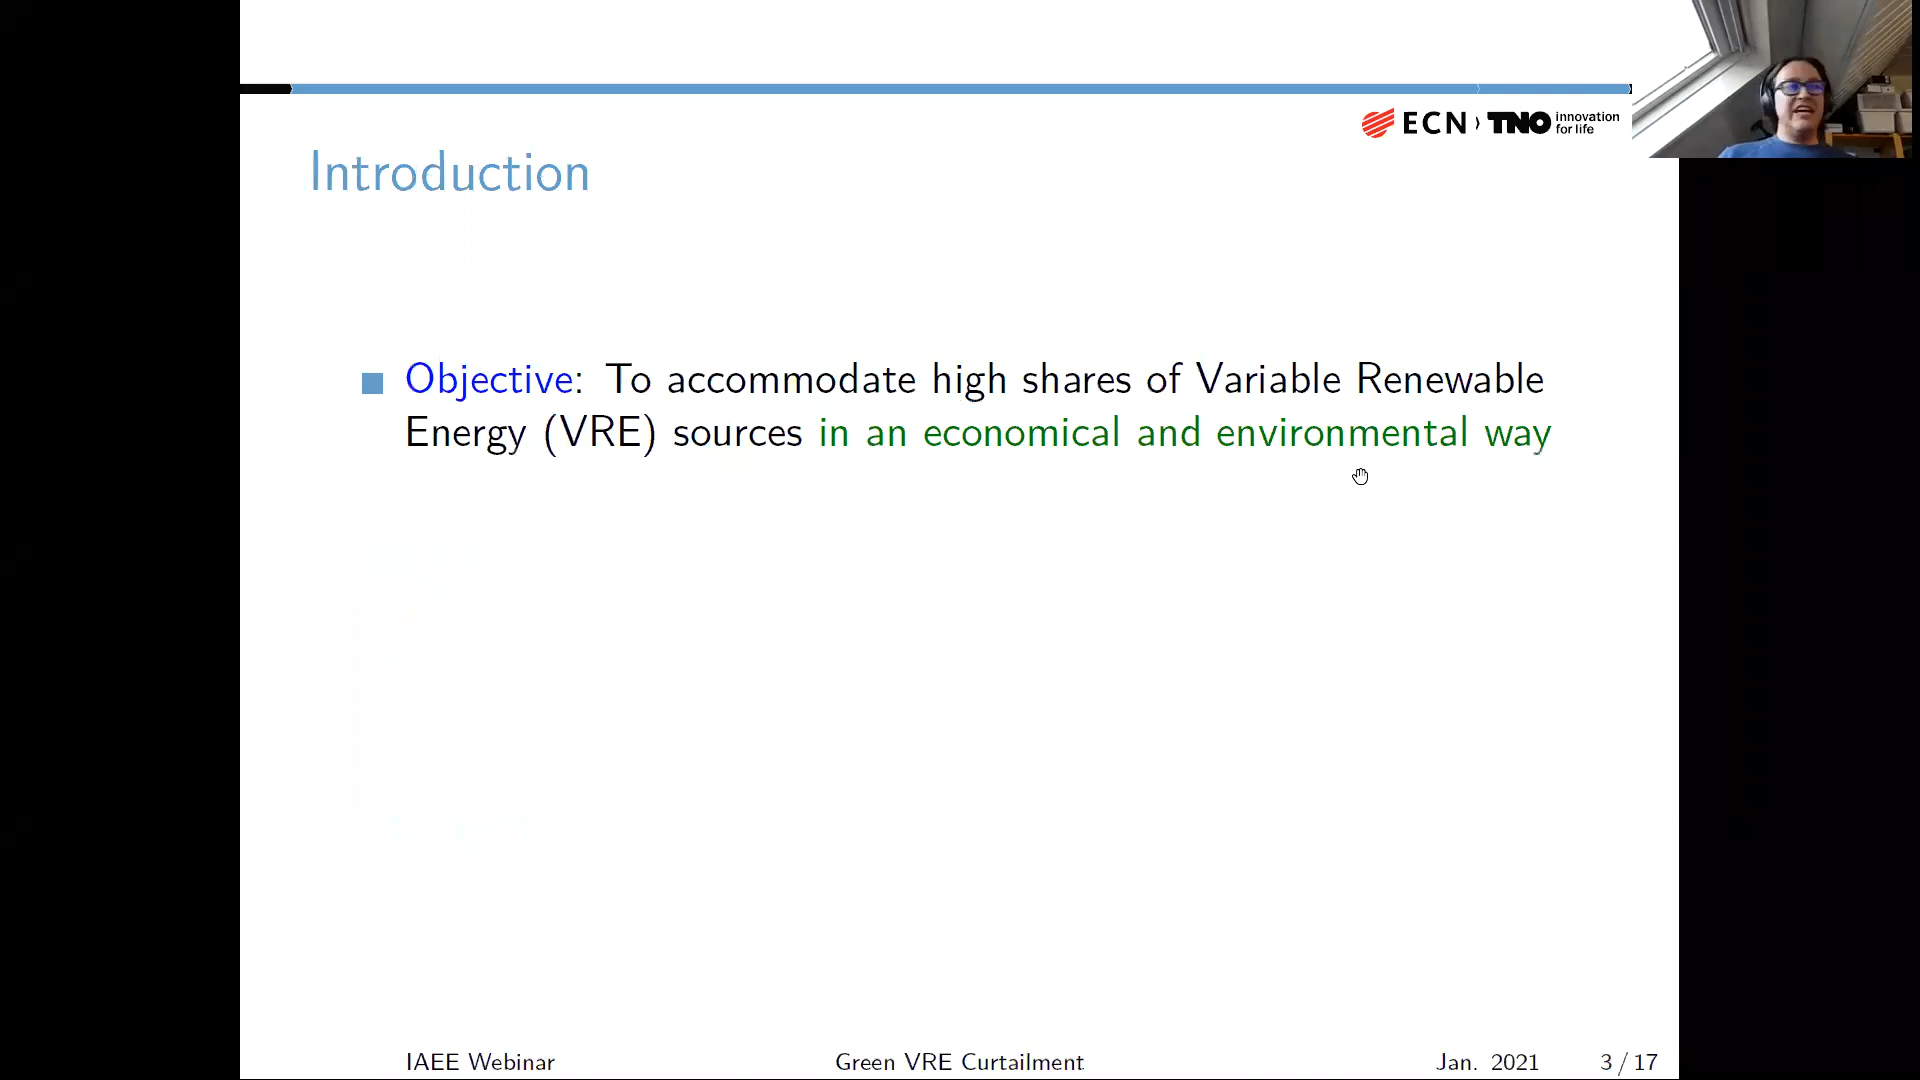 ECN > TNO innovation
for life
Introduction
Objective: To accommodate high shares of Variable Renewable
Energy (VRE) sources in an economical and environmental way
IAEE Webinar Green VRE Curtailment Jan. 2021 3 / 17